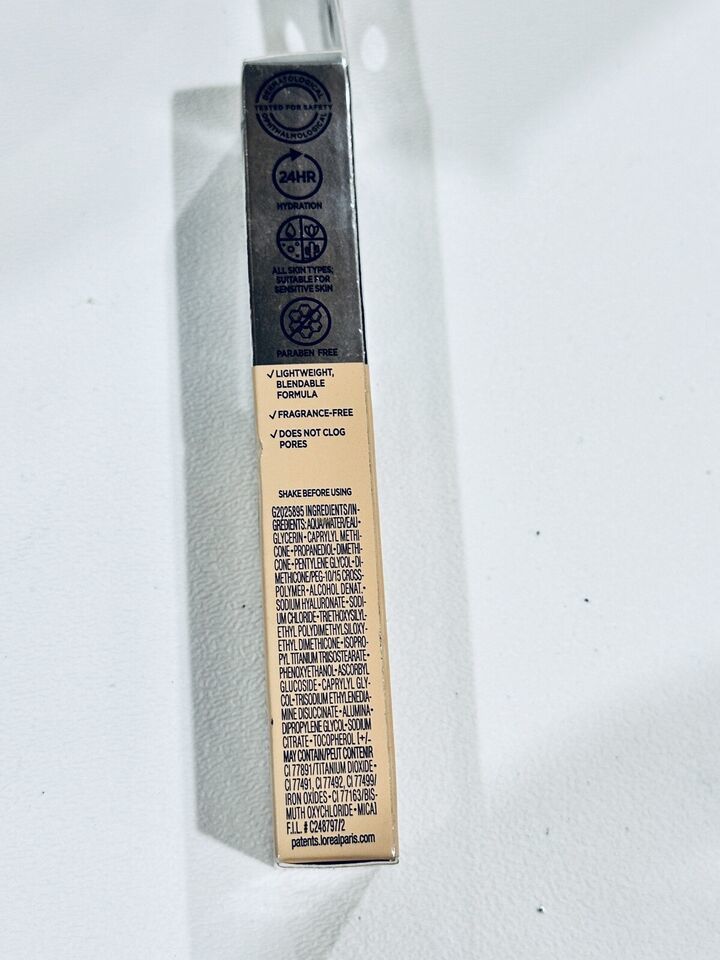 DERMATOLOGICAL
TESTED FOR SAFETY
OPHTHALMOLOGICAL
24HR
HYDRATION
ALL SKIN TYPES;
SUITABLE FOR
SENSITIVE SKIN
PARABEN FREE
✓ LIGHTWEIGHT,
BLENDABLE
FORMULA
✓ FRAGRANCE-FREE
✓ DOES NOT CLOG
PORES
SHAKE BEFORE USING
G2025895 INGREDIENTS/IN-
GREDIENTS: AQUA/WATER/EAU•
GLYCERIN • CAPRYLYL METHI-
CONE • PROPANEDIOL • DIMETHI-
CONE • PENTYLENE GLYCOL • DI-
METHICONE/PEG-10/15 CROSS-
POLYMER • ALCOHOL DENAT. •
SODIUM HYALURONATE • SODI-
UM CHLORIDE • TRIETHOXYSILYL-
ETHYL POLYDIMETHYLSILOXY-
ETHYL DIMETHICONE • ISOPRO-
PYL TITANIUM TRIISOSTEARATE •
PHENOXYETHANOL • ASCORBYL
GLUCOSIDE • CAPRYLYL GLY-
COL • TRISODIUM ETHYLENEDIA-
MINE DISUCCINATE • ALUMINA •
DIPROPYLENE GLYCOL • SODIUM
CITRATE • TOCOPHEROL [+/-
MAY CONTAIN/PEUT CONTENIR
CI 77891/TITANIUM DIOXIDE •
CI 77491, CI 77492, CI 77499/
IRON OXIDES • CI 77163/BIS-
MUTH OXYCHLORIDE • MICA]
F.I.L. # C248797/2
patents.lorealparis.com